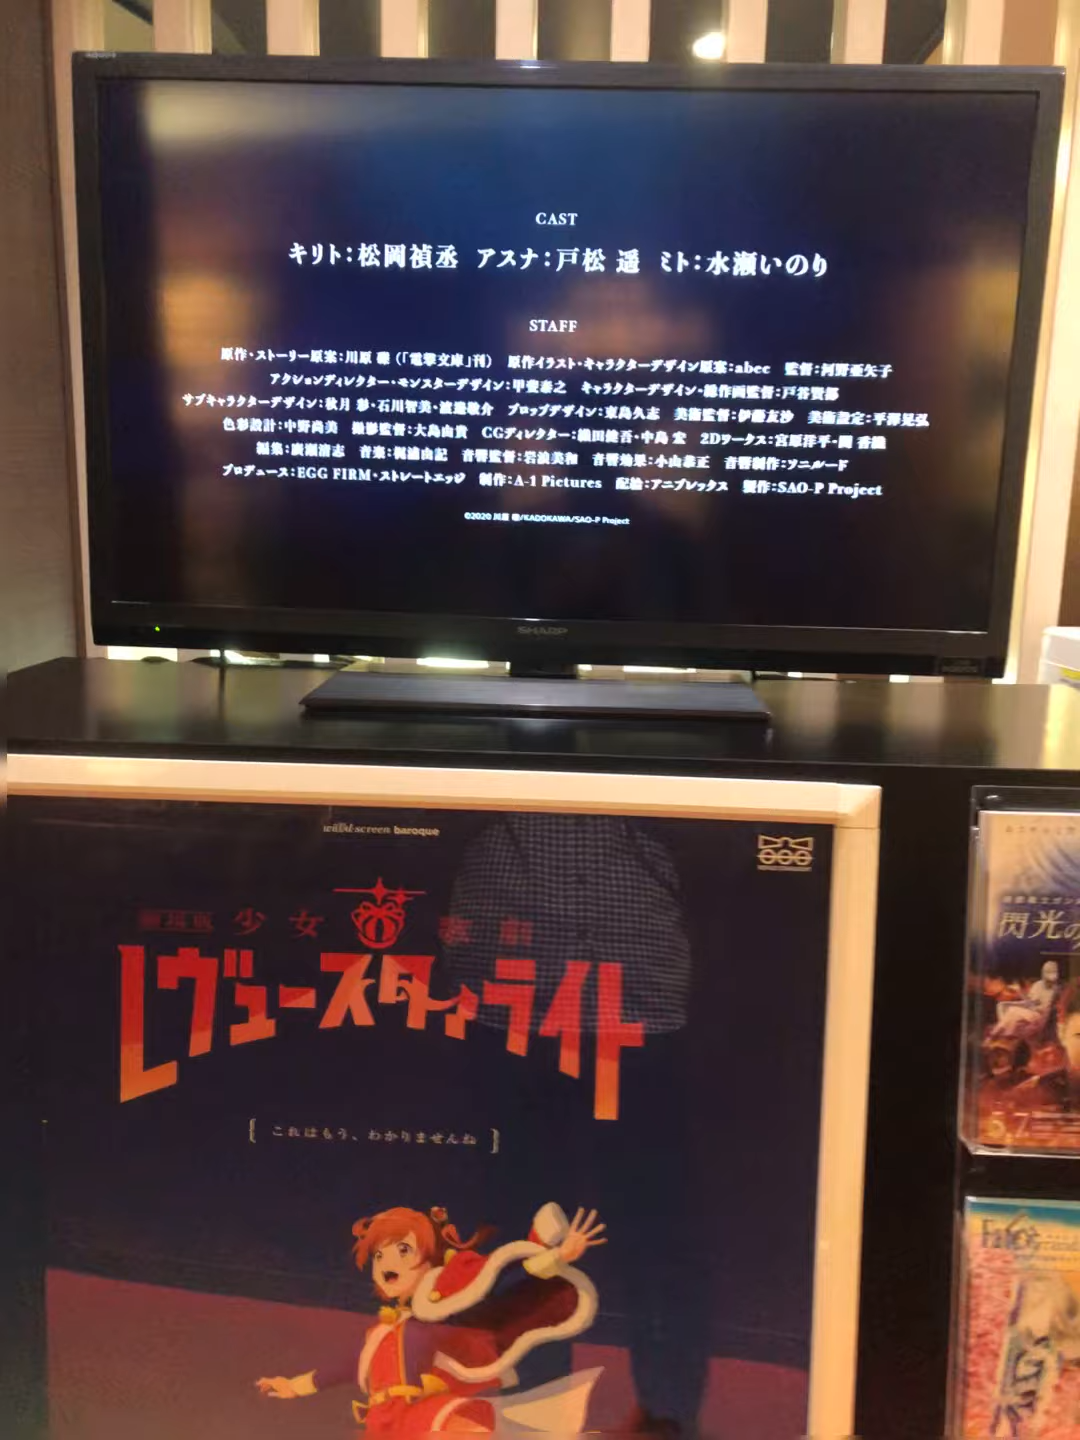 CAST
キリト:松岡禎丞 アスナ:戸松 遥 ミト:水瀬いのり
STAFF
原作・ストーリー原案:川原 礫(「電撃文庫」刊) 原作イラスト・キャラクターデザイン原案:abec 監督:河野亜矢子
アクションディレクター・モンスターデザイン:甲斐泰之 キャラクターデザイン・総作画監督:戸谷賢都
サブキャラクターデザイン:秋月 彩・石川智美・渡邊敬介 プロップデザイン:東島久志 美術監督:伊藤友沙 美術設定:平澤晃弘
色彩設計:中野尚美 撮影監督:大島由貴 CGディレクター:織田健吾・中島 宏 2Dワークス:宮原洋平・関 香織
編集:廣瀬清志 音楽:梶浦由記 音響監督:岩浪美和 音響効果:小山恭正 音響制作:ソニルード
プロデュース:EGG FIRM・ストレートエッジ 制作:A-1 Pictures 配給:アニプレックス 製作:SAO-P Project
©2020 川原 礫/KADOKAWA/SAO-P Project
SHARP
wi(l)d-screen baroque
劇場版 少女 歌劇
レヴュースタァライト
[ これはもう、わかりませんね ]
閃光の
5.7
Fate
Grand